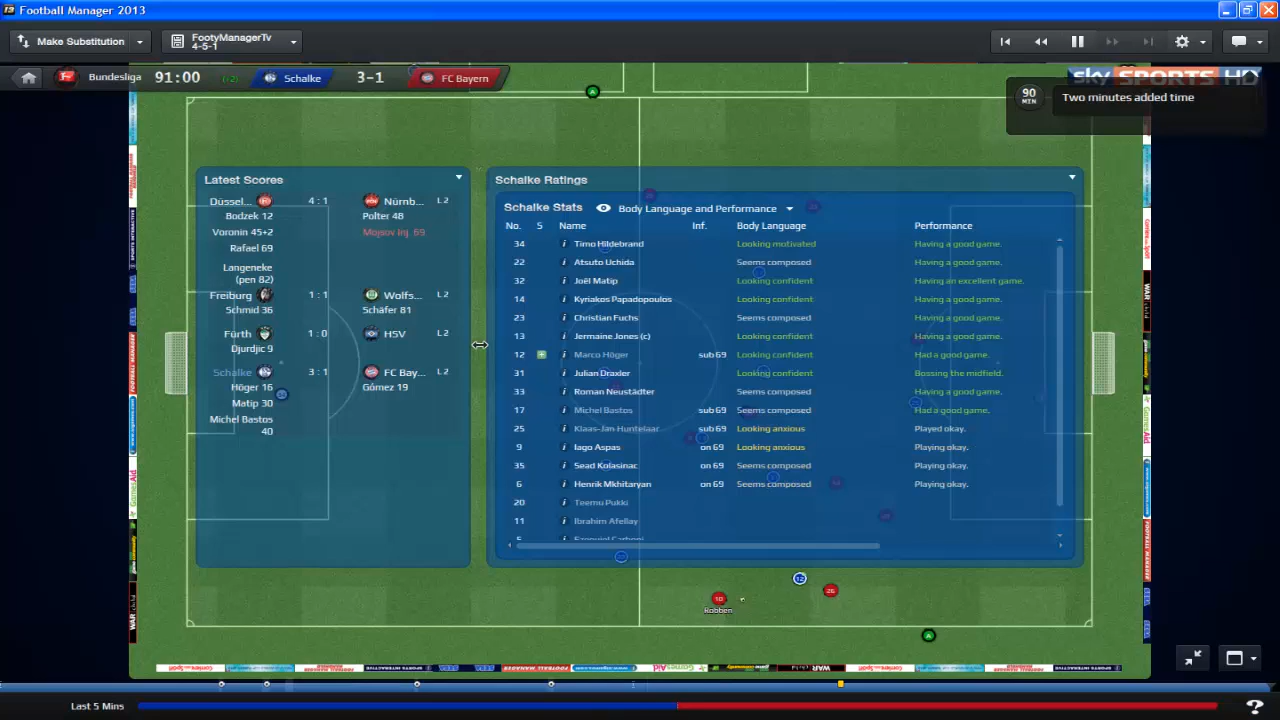 Football Manager 2013
Make Substitution
FootyManagerTv
4-5-1
Bundesliga 91:00 (+2) Schalke 3-1 FC Bayern
sky SPORTS HD
90 MIN Two minutes added time
Latest Scores
Düssel... 4 : 1 Nürnb... L 2
Bodzek 12 Polter 48
Voronin 45+2 Mojsov inj. 69
Rafael 69
Langeneke
(pen 82)
Freiburg 1 : 1 Wolfs... L 2
Schmid 36 Schäfer 81
Fürth 1 : 0 HSV L 2
Djurdjic 9
Schalke 3 : 1 FC Bay... L 2
Höger 16 Gómez 19
Matip 30
Michel Bastos
40
Schalke Ratings
Schalke Stats Body Language and Performance
No. S Name Inf. Body Language Performance
34 i Timo Hildebrand Looking motivated Having a good game.
22 i Atsuto Uchida Seems composed Having a good game.
32 i Joël Matip Looking confident Having an excellent game.
14 i Kyriakos Papadopoulos Looking confident Having a good game.
23 i Christian Fuchs Seems composed Having a good game.
13 i Jermaine Jones (c) Looking confident Having a good game.
12 i Marco Höger sub 69 Looking confident Had a good game.
31 i Julian Draxler Looking confident Bossing the midfield.
33 i Roman Neustädter Seems composed Having a good game.
17 i Michel Bastos sub 69 Seems composed Had a good game.
25 i Klaas-Jan Huntelaar sub 69 Looking anxious Played okay.
9 i Iago Aspas on 69 Looking anxious Playing okay.
35 i Sead Kolasinac on 69 Seems composed Playing okay.
6 i Henrik Mkhitaryan on 69 Seems composed Playing okay.
20 i Teemu Pukki
11 i Ibrahim Afellay
10
Robben
26
A
A
Last 5 Mins
?